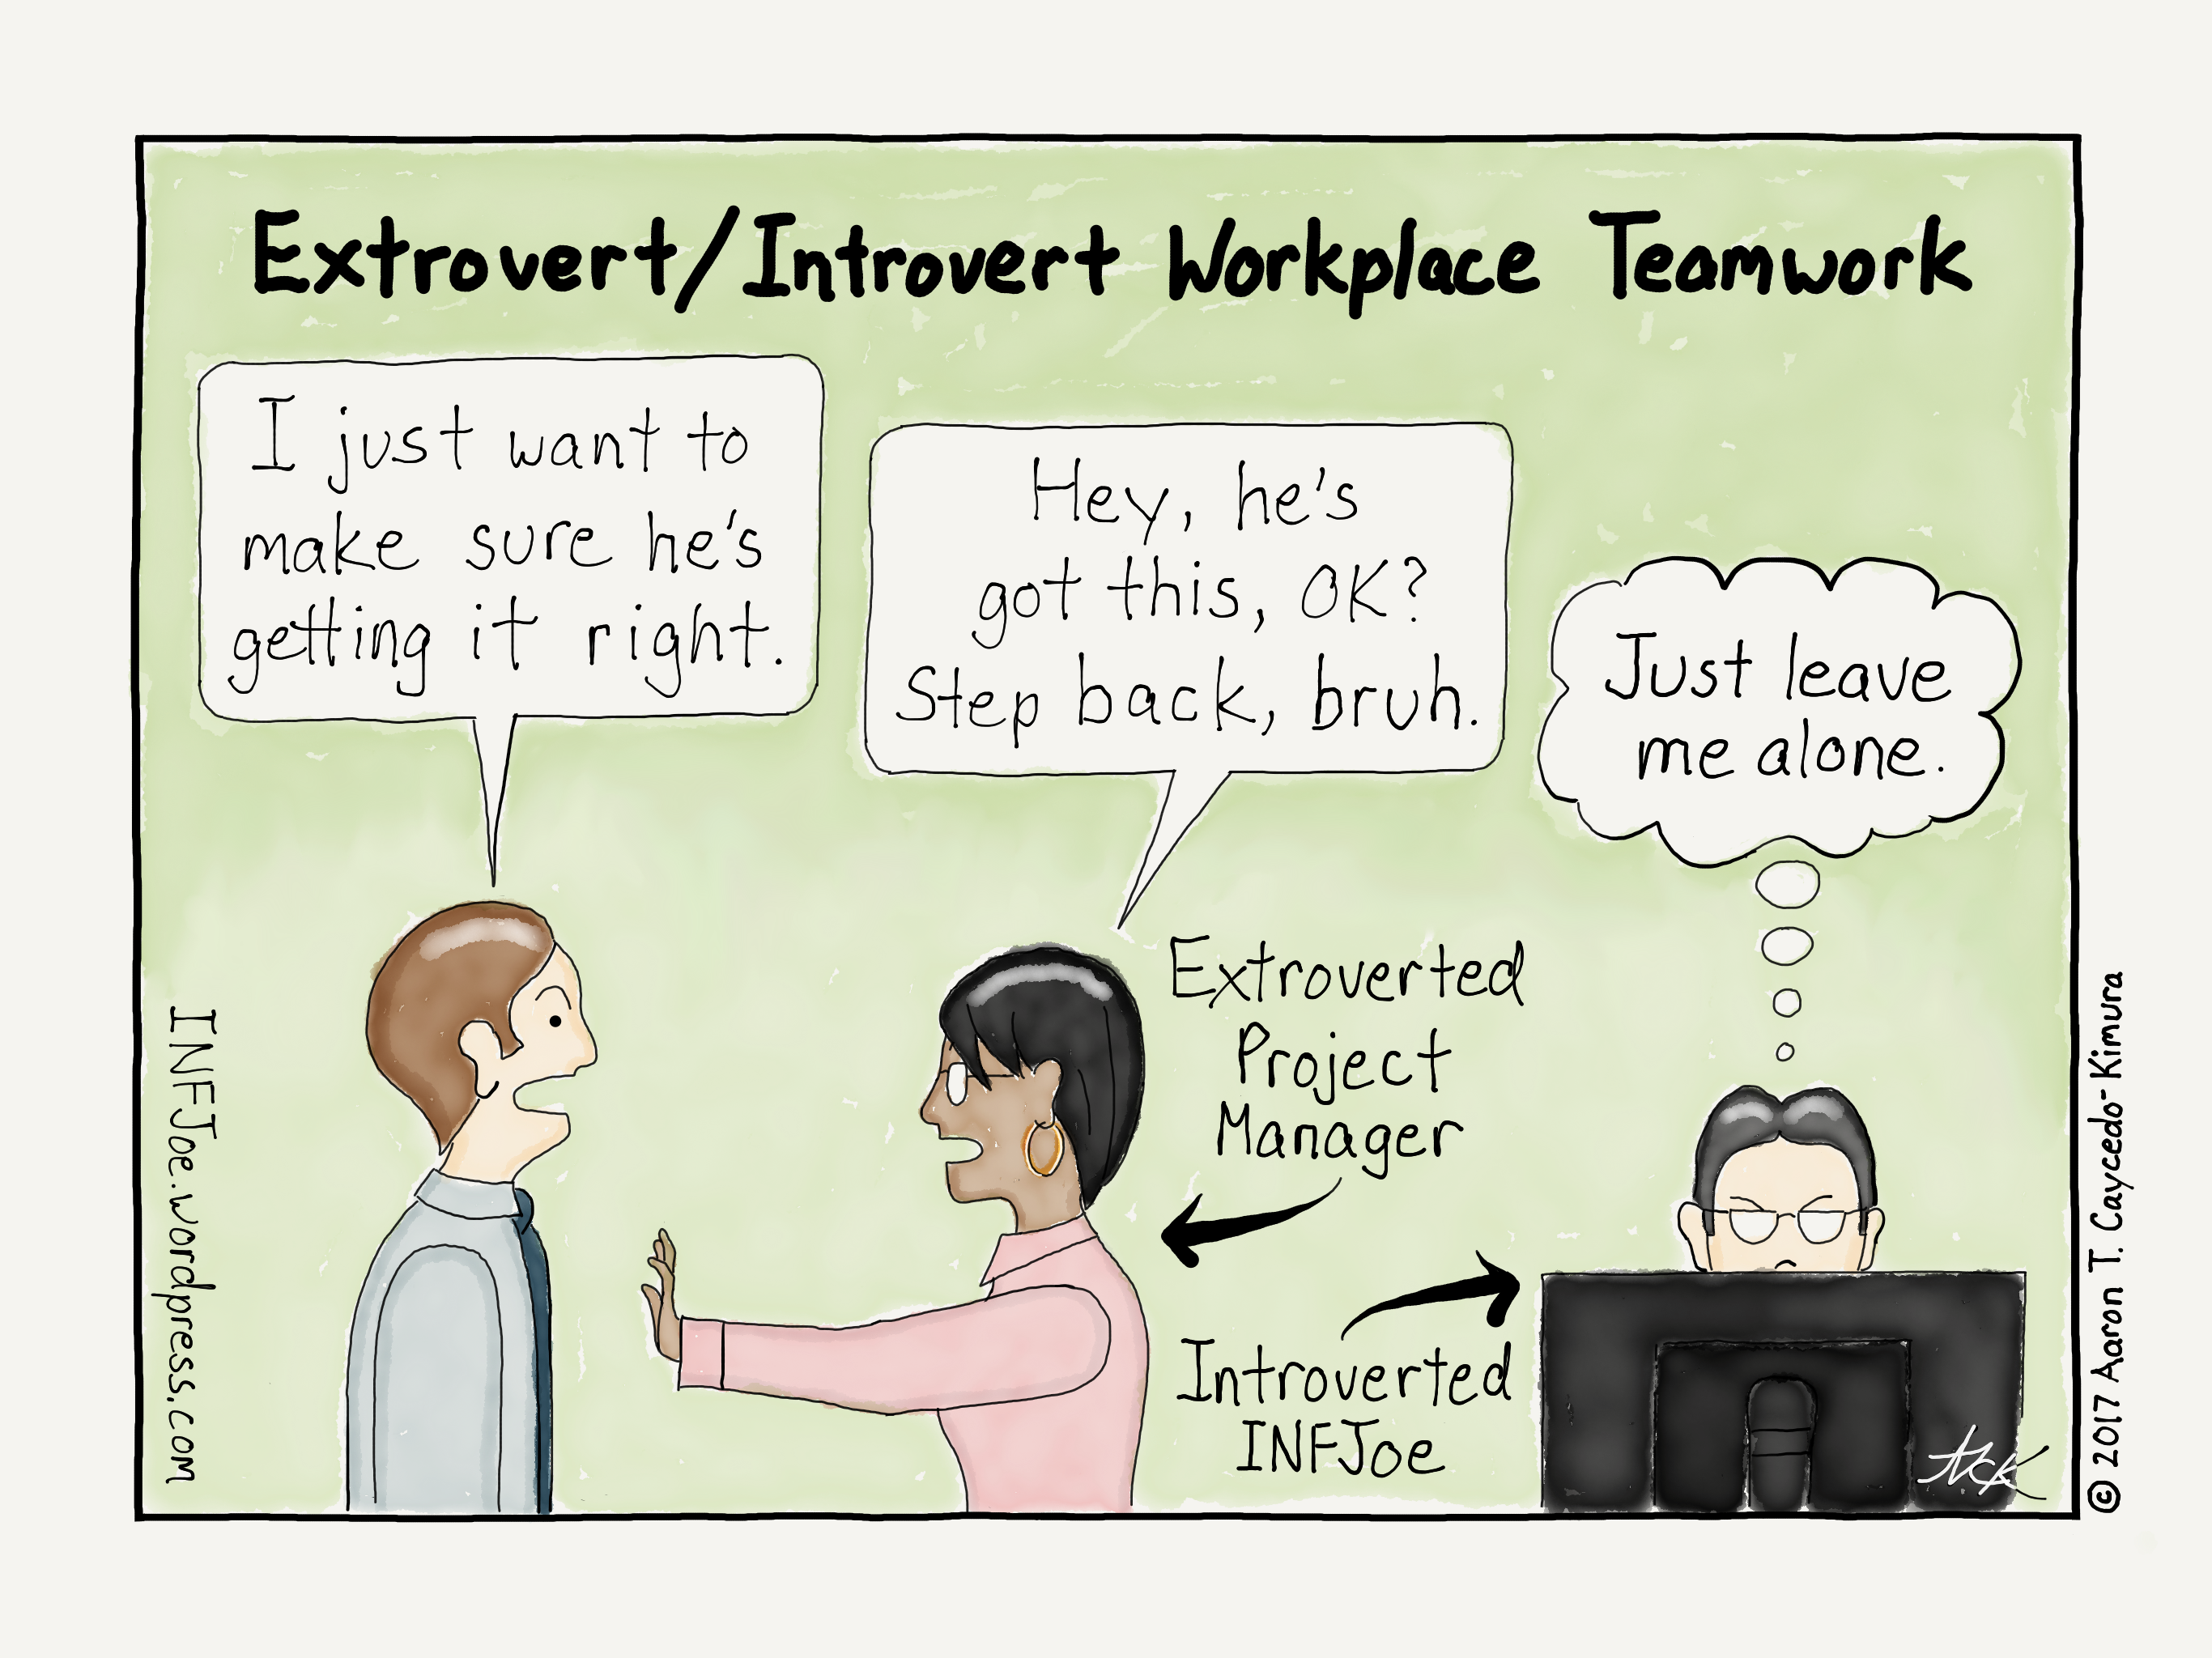 Extrovert/Introvert Workplace Teamwork
I just want to
make sure he's
getting it right.
Hey, he's
got this, OK?
Step back, bruh.
Just leave
me alone.
Extroverted
Project
Manager
Introverted
INFJoe
INFJoe.wordpress.com
© 2017 Aaron T. Caycedo-Kimura